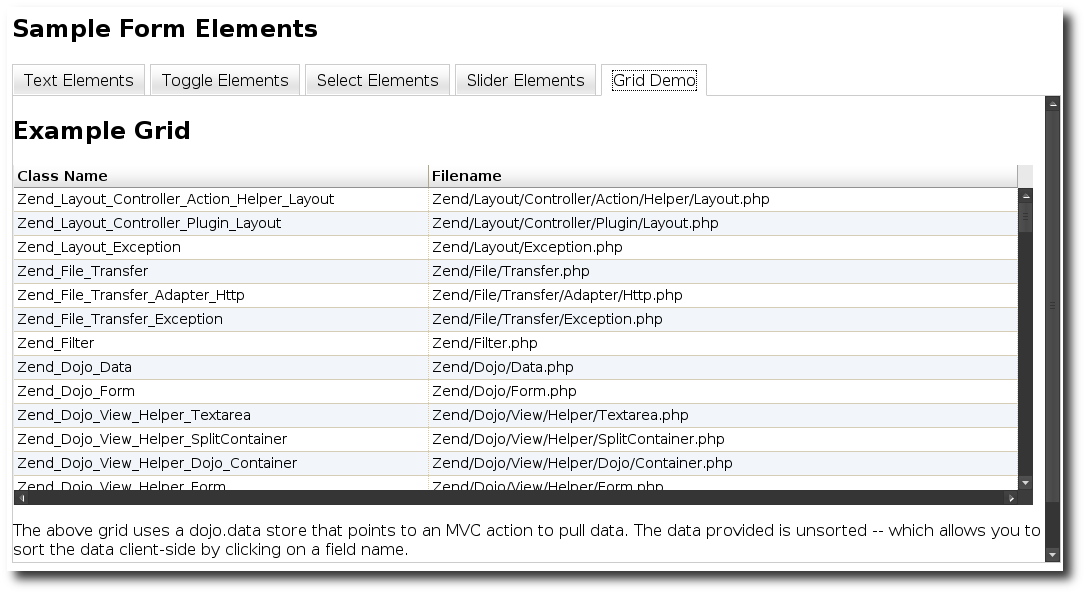 Sample Form Elements
Text Elements Toggle Elements Select Elements Slider Elements Grid Demo
Example Grid
Class Name Filename
Zend_Layout_Controller_Action_Helper_Layout Zend/Layout/Controller/Action/Helper/Layout.php
Zend_Layout_Controller_Plugin_Layout Zend/Layout/Controller/Plugin/Layout.php
Zend_Layout_Exception Zend/Layout/Exception.php
Zend_File_Transfer Zend/File/Transfer.php
Zend_File_Transfer_Adapter_Http Zend/File/Transfer/Adapter/Http.php
Zend_File_Transfer_Exception Zend/File/Transfer/Exception.php
Zend_Filter Zend/Filter.php
Zend_Dojo_Data Zend/Dojo/Data.php
Zend_Dojo_Form Zend/Dojo/Form.php
Zend_Dojo_View_Helper_Textarea Zend/Dojo/View/Helper/Textarea.php
Zend_Dojo_View_Helper_SplitContainer Zend/Dojo/View/Helper/SplitContainer.php
Zend_Dojo_View_Helper_Dojo_Container Zend/Dojo/View/Helper/Dojo/Container.php
Zend_Dojo_View_Helper_Form Zend/Dojo/View/Helper/Form.php
The above grid uses a dojo.data store that points to an MVC action to pull data. The data provided is unsorted -- which allows you to
sort the data client-side by clicking on a field name.